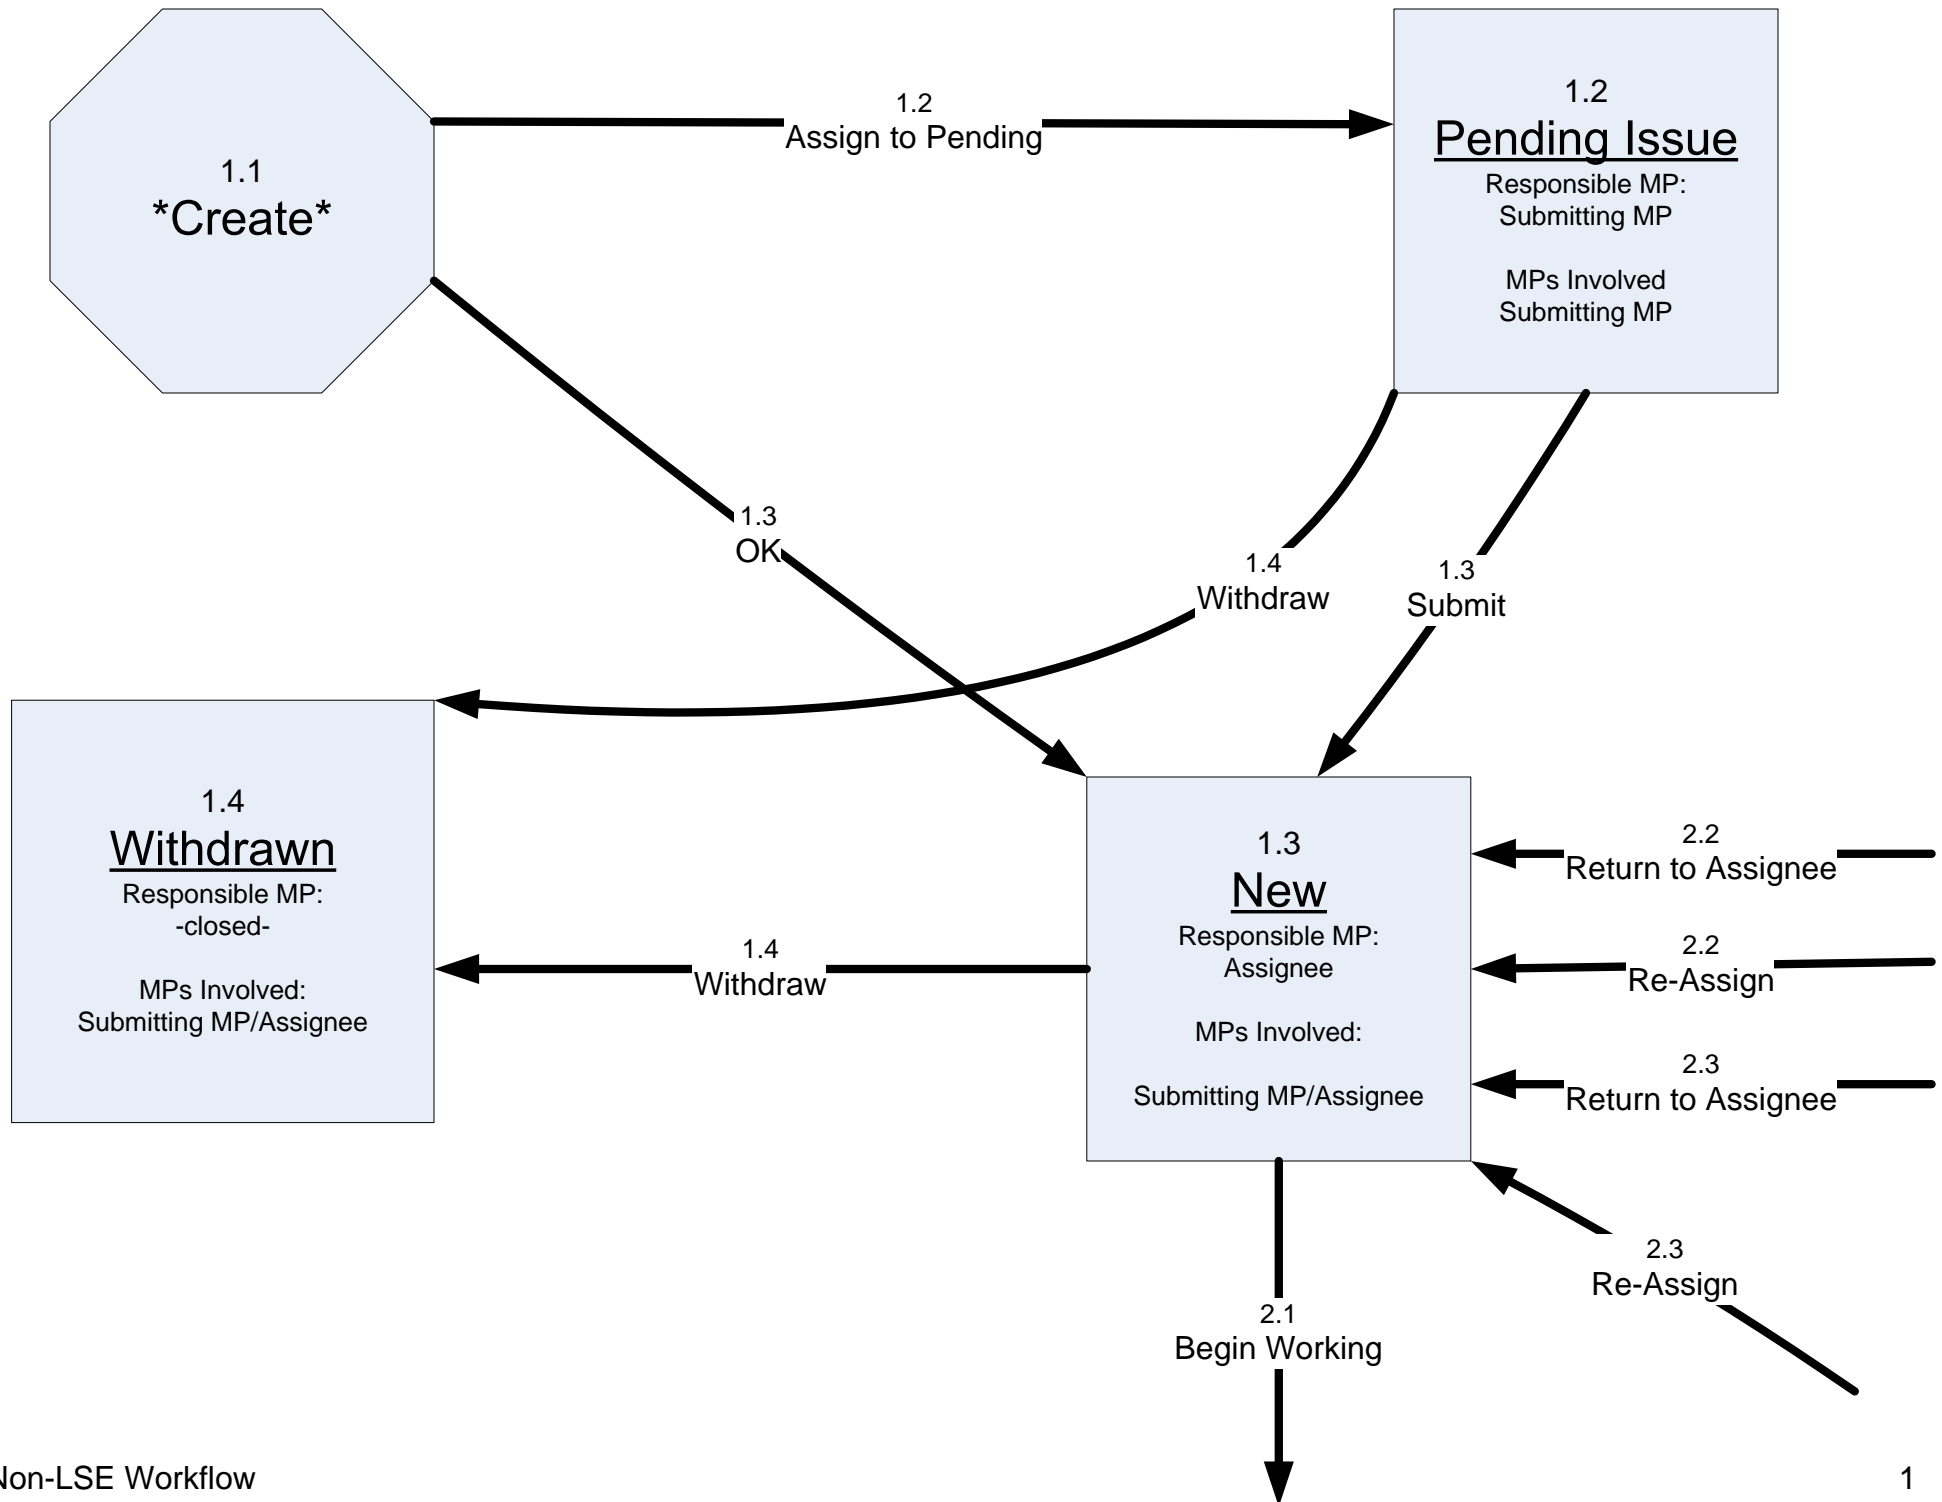 1.1
*Create*
1.2
Assign to Pending
1.2
Pending Issue
Responsible MP:
Submitting MP
MPs Involved
Submitting MP
1.3
OK
1.4
Withdraw
1.3
Submit
1.4
Withdrawn
Responsible MP:
-closed-
MPs Involved:
Submitting MP/Assignee
1.4
Withdraw
1.3
New
Responsible MP:
Assignee
MPs Involved:
Submitting MP/Assignee
2.2
Return to Assignee
2.2
Re-Assign
2.3
Return to Assignee
2.3
Re-Assign
2.1
Begin Working
Non-LSE Workflow
1